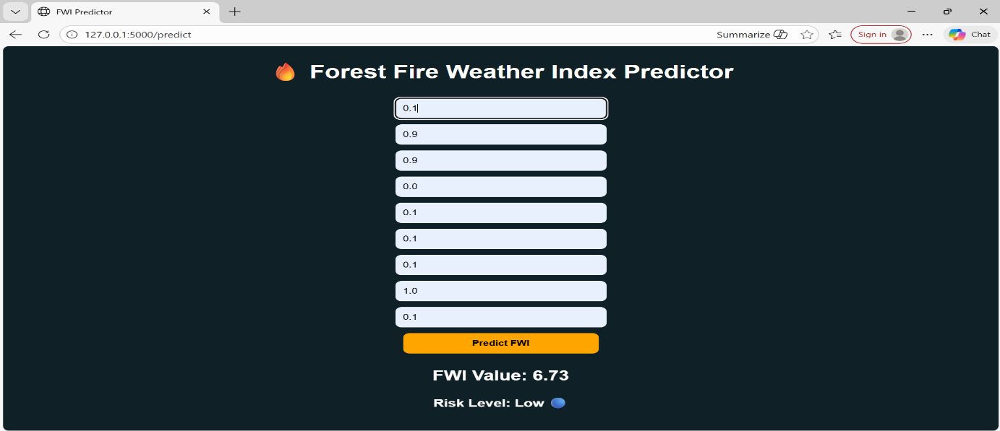 FWI Predictor
127.0.0.1:5000/predict
Summarize
Sign in
Chat
Forest Fire Weather Index Predictor
0.1
0.9
0.9
0.0
0.1
0.1
0.1
1.0
0.1
Predict FWI
FWI Value: 6.73
Risk Level: Low